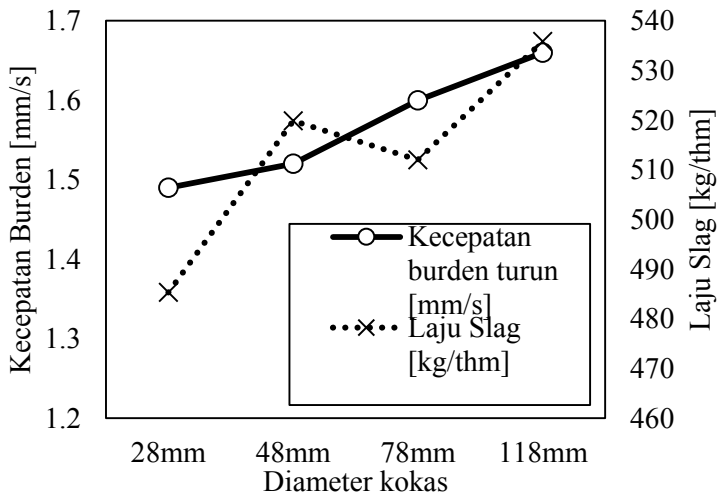 Kecepatan Burden [mm/s]
1.7
1.6
1.5
1.4
1.3
1.2
540
530
520
510
500
490
480
470
460
Laju Slag [kg/thm]
Kecepatan
burden turun
[mm/s]
Laju Slag
[kg/thm]
28mm 48mm 78mm 118mm
Diameter kokas